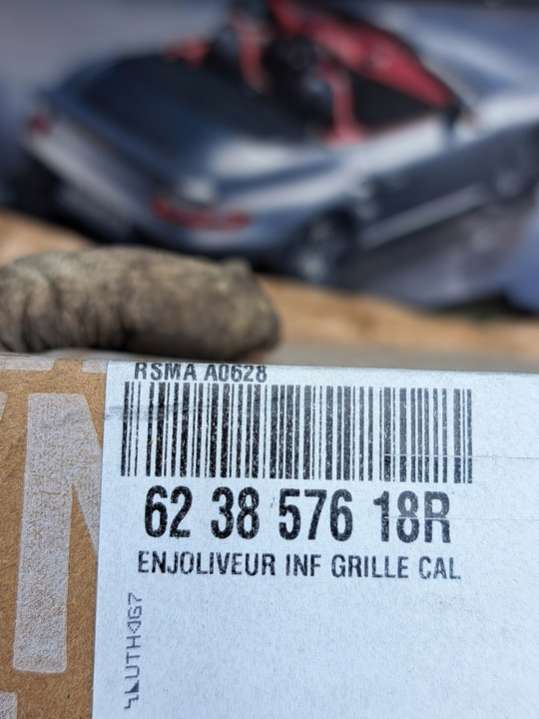 RSMA A0628
62 38 576 18R
ENJOLIVEUR INF GRILLE CAL